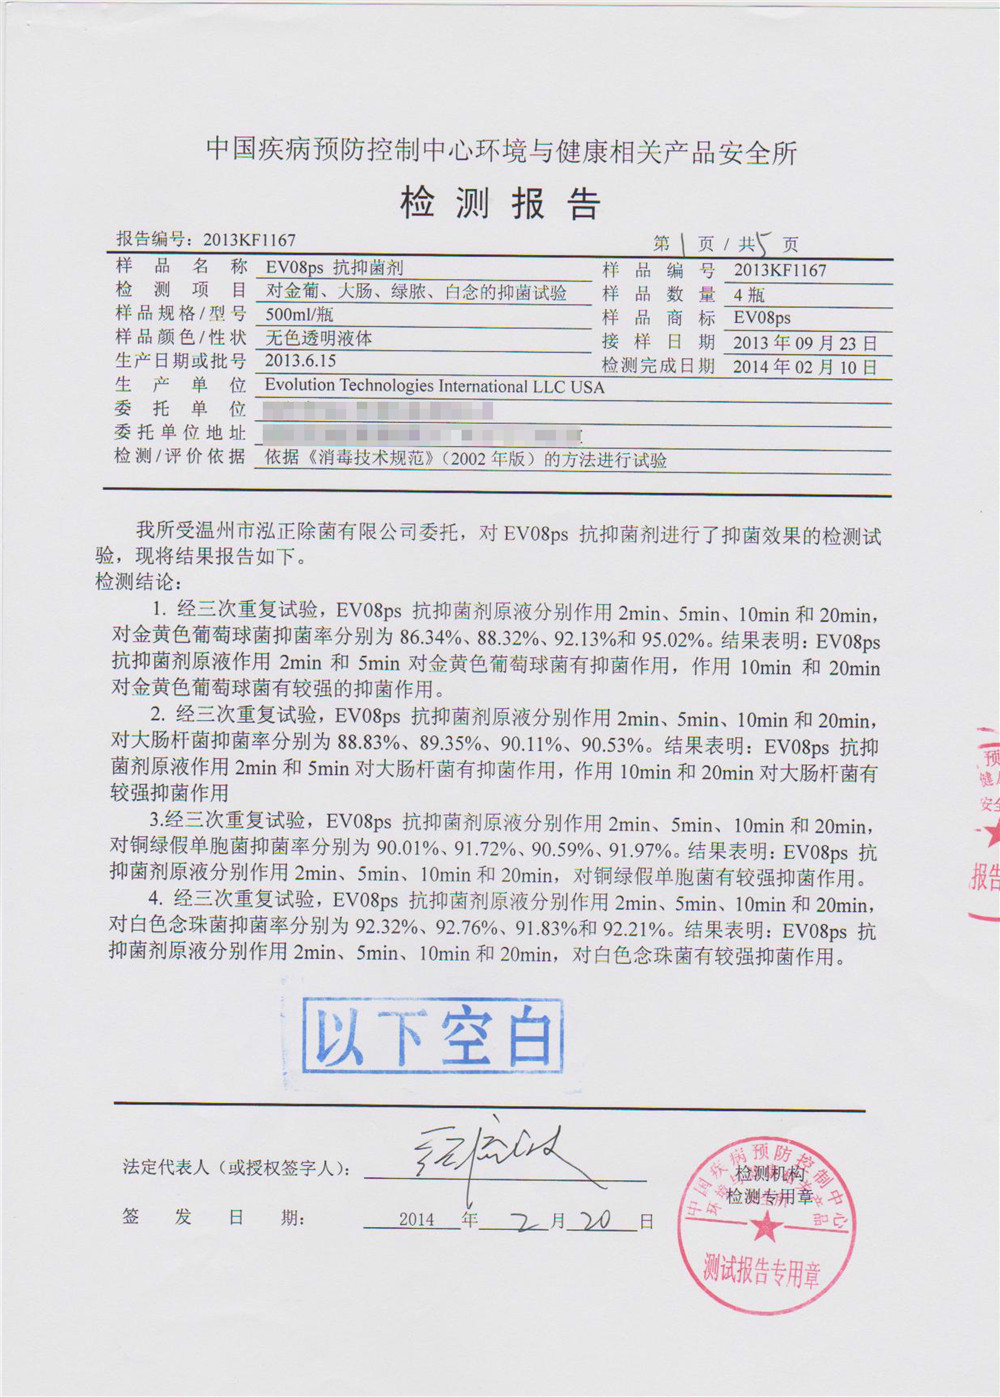 中国疾病预防控制中心环境与健康相关产品安全所
检 测 报 告
报告编号：2013KF1167 第 1 页 / 共 5 页
样品名称 EV08ps 抗抑菌剂 样品编号 2013KF1167
检测项目 对金葡、大肠、绿脓、白念的抑菌试验 样品数量 4 瓶
样品规格/型号 500ml/瓶 样品商标 EV08ps
样品颜色/性状 无色透明液体 接样日期 2013 年 09 月 23 日
生产日期或批号 2013.6.15 检测完成日期 2014 年 02 月 10 日
生产单位 Evolution Technologies International LLC USA
委托单位
委托单位地址
检测/评价依据 依据《消毒技术规范》（2002 年版）的方法进行试验
我所受温州市泓正除菌有限公司委托，对 EV08ps 抗抑菌剂进行了抑菌效果的检测试
验，现将结果报告如下。
检测结论：
1. 经三次重复试验，EV08ps 抗抑菌剂原液分别作用 2min、5min、10min 和 20min，
对金黄色葡萄球菌抑菌率分别为 86.34%、88.32%、92.13%和 95.02%。结果表明：EV08ps
抗抑菌剂原液作用 2min 和 5min 对金黄色葡萄球菌有抑菌作用，作用 10min 和 20min
对金黄色葡萄球菌有较强的抑菌作用。
2. 经三次重复试验，EV08ps 抗抑菌剂原液分别作用 2min、5min、10min 和 20min，
对大肠杆菌抑菌率分别为 88.83%、89.35%、90.11%、90.53%。结果表明：EV08ps 抗抑
菌剂原液作用 2min 和 5min 对大肠杆菌有抑菌作用，作用 10min 和 20min 对大肠杆菌有
较强抑菌作用
3.经三次重复试验，EV08ps 抗抑菌剂原液分别作用 2min、5min、10min 和 20min，
对铜绿假单胞菌抑菌率分别为 90.01%、91.72%、90.59%、91.97%。结果表明：EV08ps 抗
抑菌剂原液分别作用 2min、5min、10min 和 20min，对铜绿假单胞菌有较强抑菌作用。
4. 经三次重复试验，EV08ps 抗抑菌剂原液分别作用 2min、5min、10min 和 20min，
对白色念珠菌抑菌率分别为 92.32%、92.76%、91.83%和 92.21%。结果表明：EV08ps 抗
抑菌剂原液分别作用 2min、5min、10min 和 20min，对白色念珠菌有较强抑菌作用。
以下空白
法定代表人（或授权签字人）：
签发日期： 2014 年 2 月 20 日
中国疾病预防控制中心
检测机构
检测专用章
测试报告专用章
预
健
安全
报告